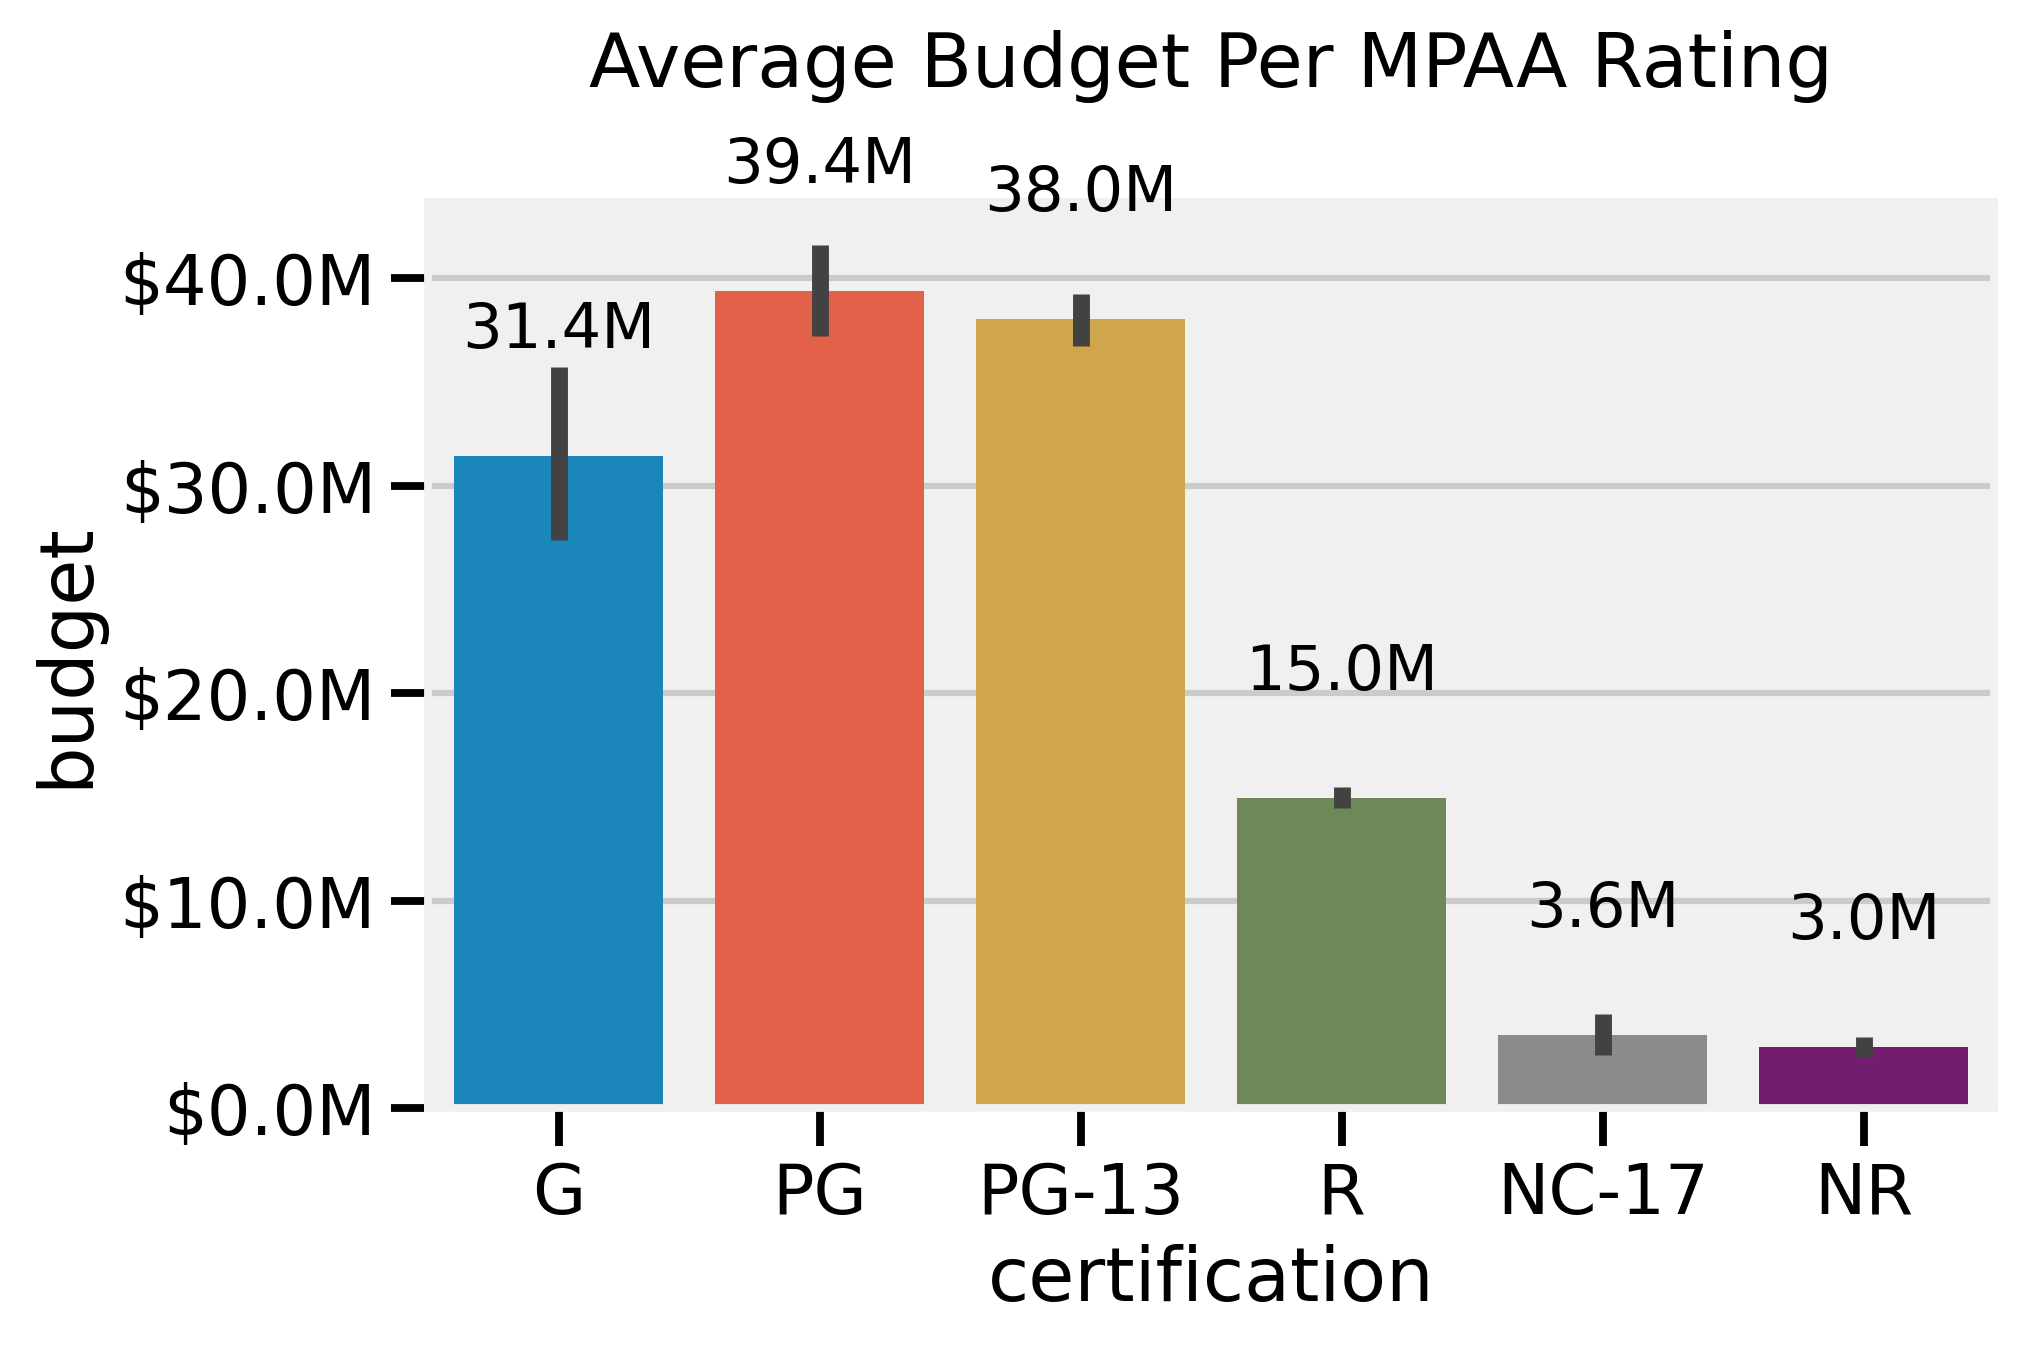 Average Budget Per MPAA Rating
39.4M
38.0M
31.4M
15.0M
3.6M
3.0M
$40.0M
$30.0M
$20.0M
$10.0M
$0.0M
budget
G
PG
PG-13
R
NC-17
NR
certification